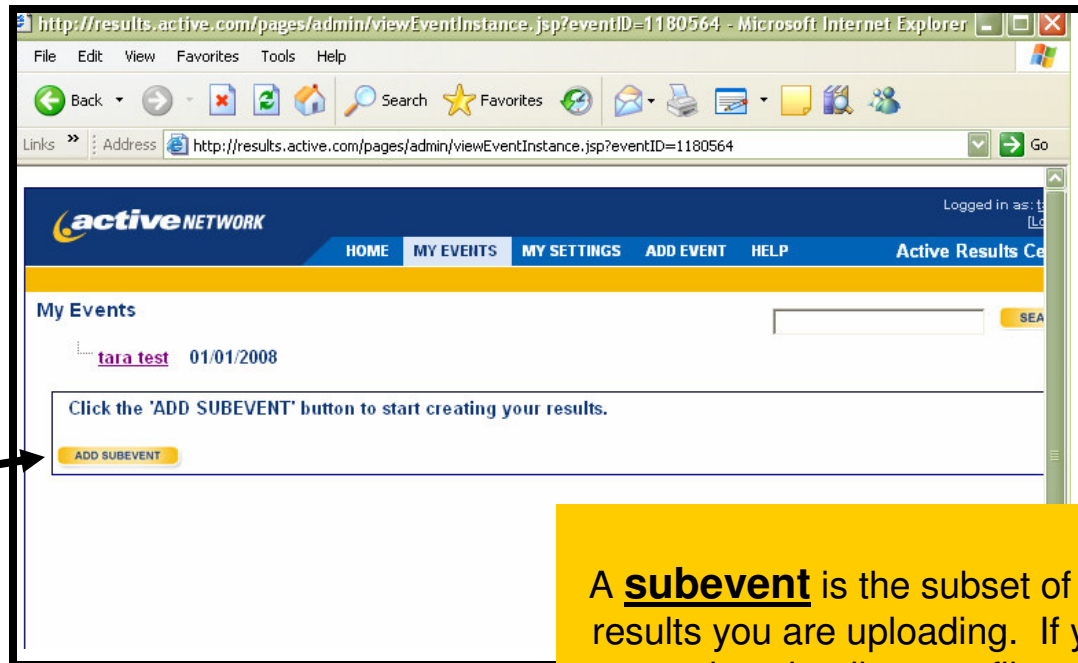 http://results.active.com/pages/admin/viewEventInstance.jsp?eventID=1180564 - Microsoft Internet Explorer
File Edit View Favorites Tools Help
Back Search Favorites
Links » Address http://results.active.com/pages/admin/viewEventInstance.jsp?eventID=1180564 Go
active NETWORK
Logged in as:
HOME MY EVENTS MY SETTINGS ADD EVENT HELP Active Results Ce
My Events
SEA
tara test 01/01/2008
Click the 'ADD SUBEVENT' button to start creating your results.
ADD SUBEVENT
A subevent is the subset of
results you are uploading. If y